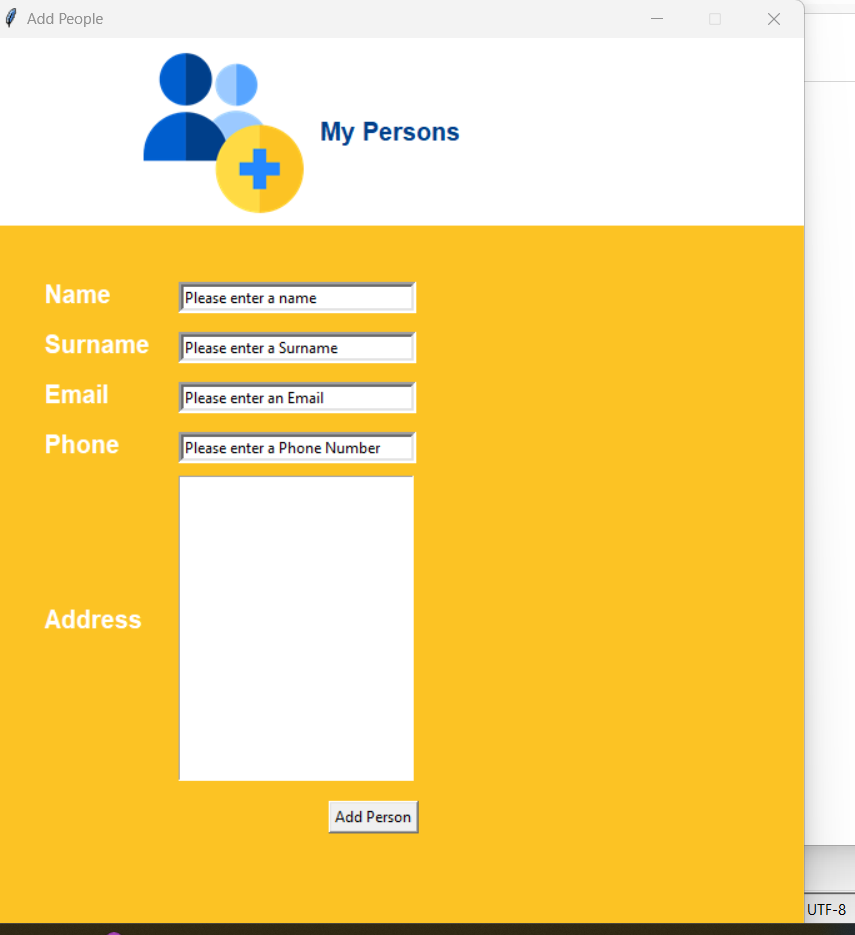 Add People
My Persons
Name
Please enter a name
Surname
Please enter a Surname
Email
Please enter an Email
Phone
Please enter a Phone Number
Address
Add Person
UTF-8